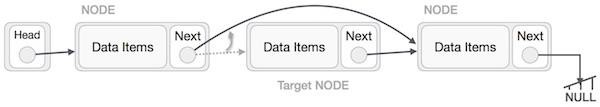 NODE
NODE
Head
Data Items
Next
Data Items
Next
Data Items
Next
Target NODE
NULL